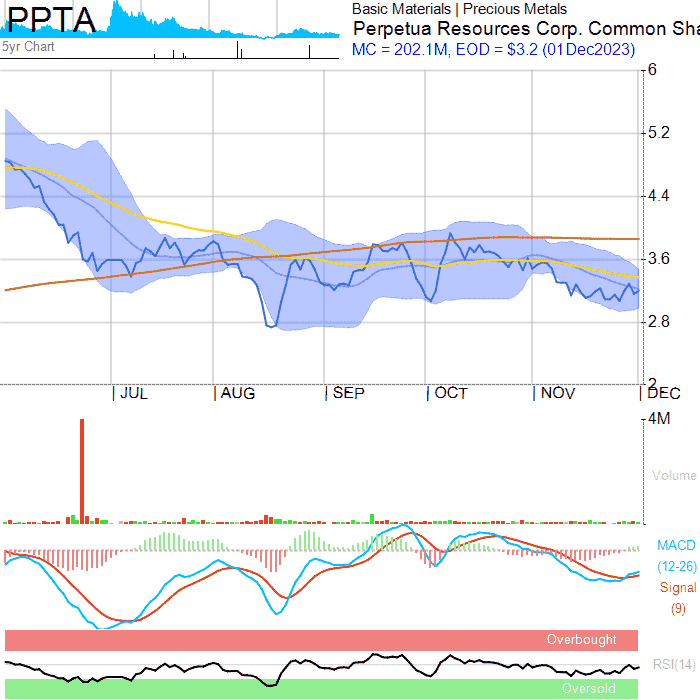 PPTA
5yr Chart
Basic Materials | Precious Metals
Perpetua Resources Corp. Common Sha
MC = 202.1M, EOD = $3.2 (01Dec2023)
6
5.2
4.4
3.6
2.8
2
JUL AUG SEP OCT NOV DEC
4M
Volume
MACD
(12-26)
Signal
(9)
Overbought
RSI(14)
Oversold